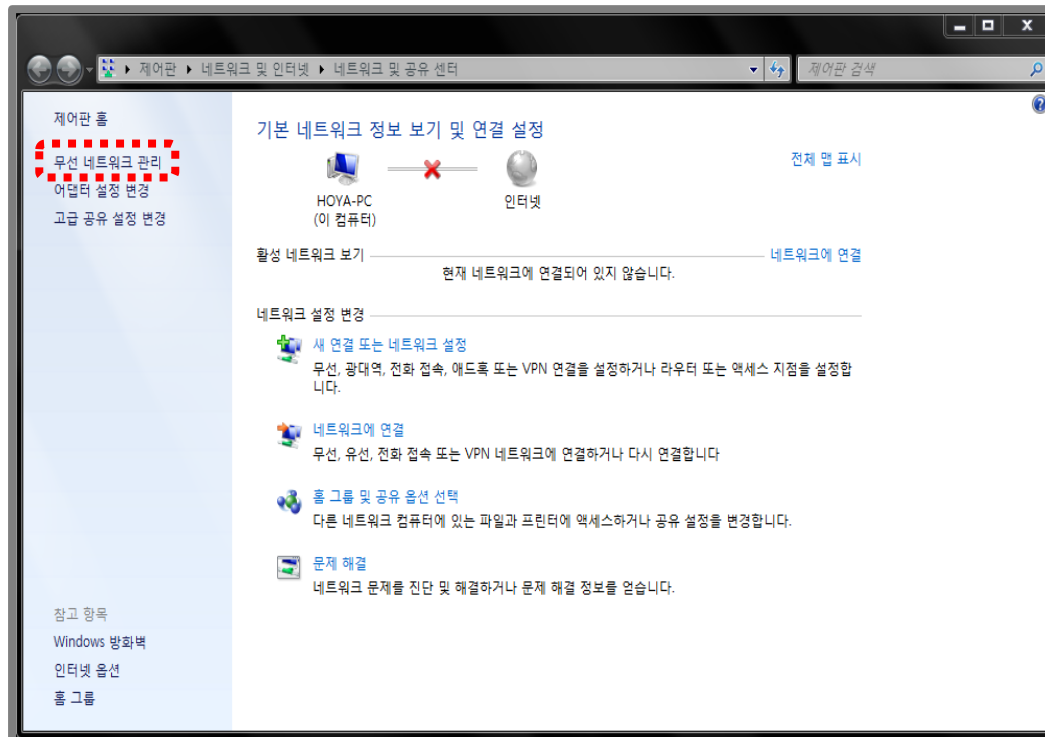 제어판 ▸ 네트워크 및 인터넷 ▸ 네트워크 및 공유 센터
제어판 검색
제어판 홈
무선 네트워크 관리
어댑터 설정 변경
고급 공유 설정 변경
기본 네트워크 정보 보기 및 연결 설정
전체 맵 표시
HOYA-PC
(이 컴퓨터)
인터넷
활성 네트워크 보기
네트워크에 연결
현재 네트워크에 연결되어 있지 않습니다.
네트워크 설정 변경
새 연결 또는 네트워크 설정
무선, 광대역, 전화 접속, 애드혹 또는 VPN 연결을 설정하거나 라우터 또는 액세스 지점을 설정합
니다.
네트워크에 연결
무선, 유선, 전화 접속 또는 VPN 네트워크에 연결하거나 다시 연결합니다
홈 그룹 및 공유 옵션 선택
다른 네트워크 컴퓨터에 있는 파일과 프린터에 액세스하거나 공유 설정을 변경합니다.
문제 해결
네트워크 문제를 진단 및 해결하거나 문제 해결 정보를 얻습니다.
참고 항목
Windows 방화벽
인터넷 옵션
홈 그룹